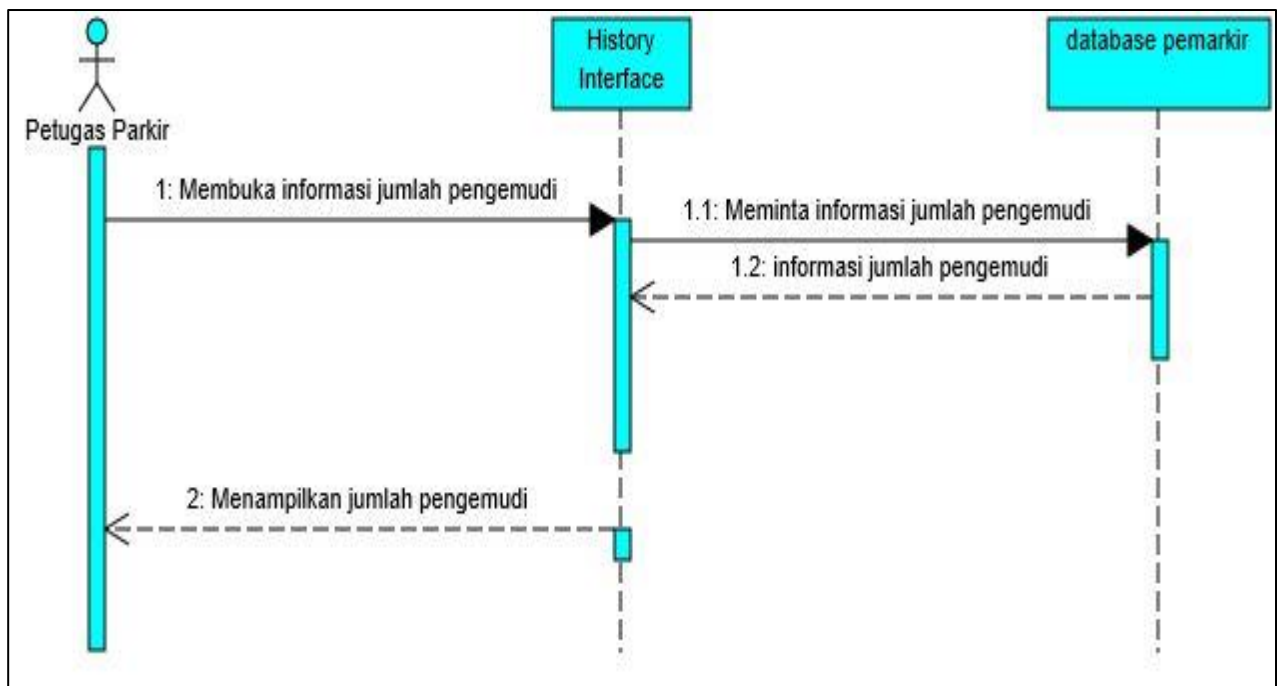 Petugas Parkir
History
Interface
database pemarkir
1: Membuka informasi jumlah pengemudi
1.1: Meminta informasi jumlah pengemudi
1.2: informasi jumlah pengemudi
2: Menampilkan jumlah pengemudi